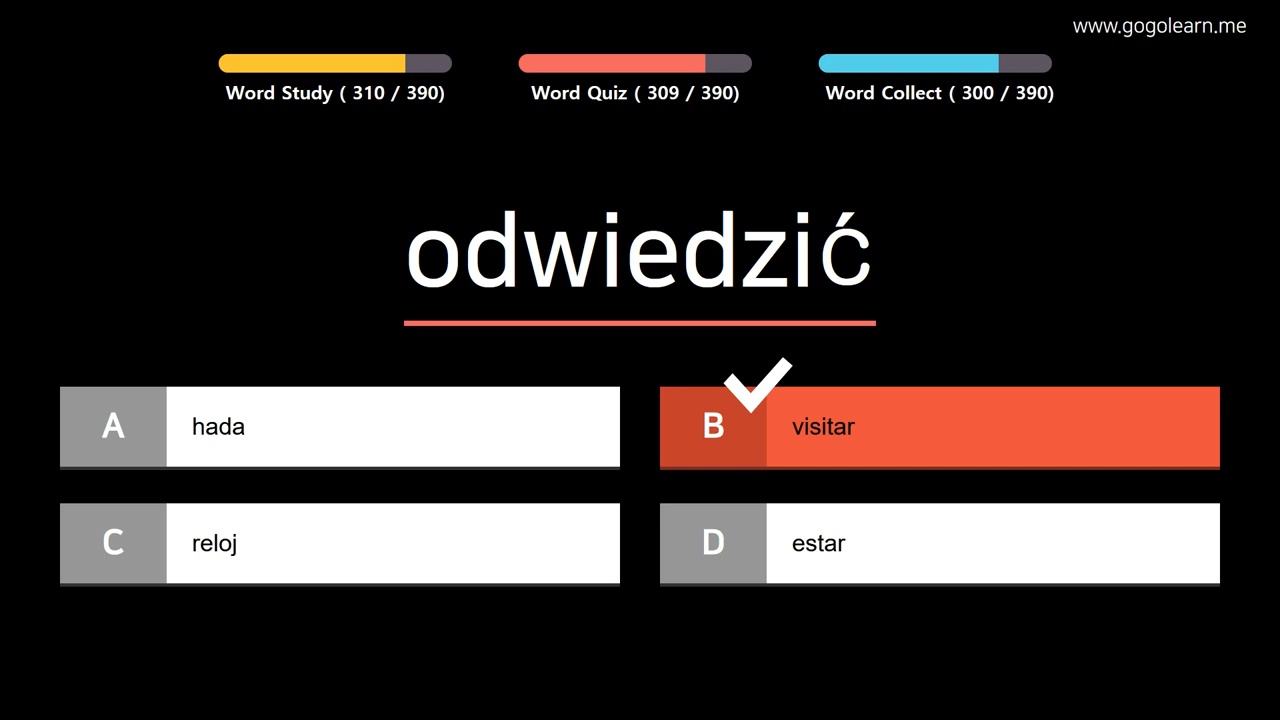 www.gogolearn.me
Word Study ( 310 / 390)
Word Quiz ( 309 / 390)
Word Collect ( 300 / 390)
odwiedzić
A hada
B visitar
C reloj
D estar